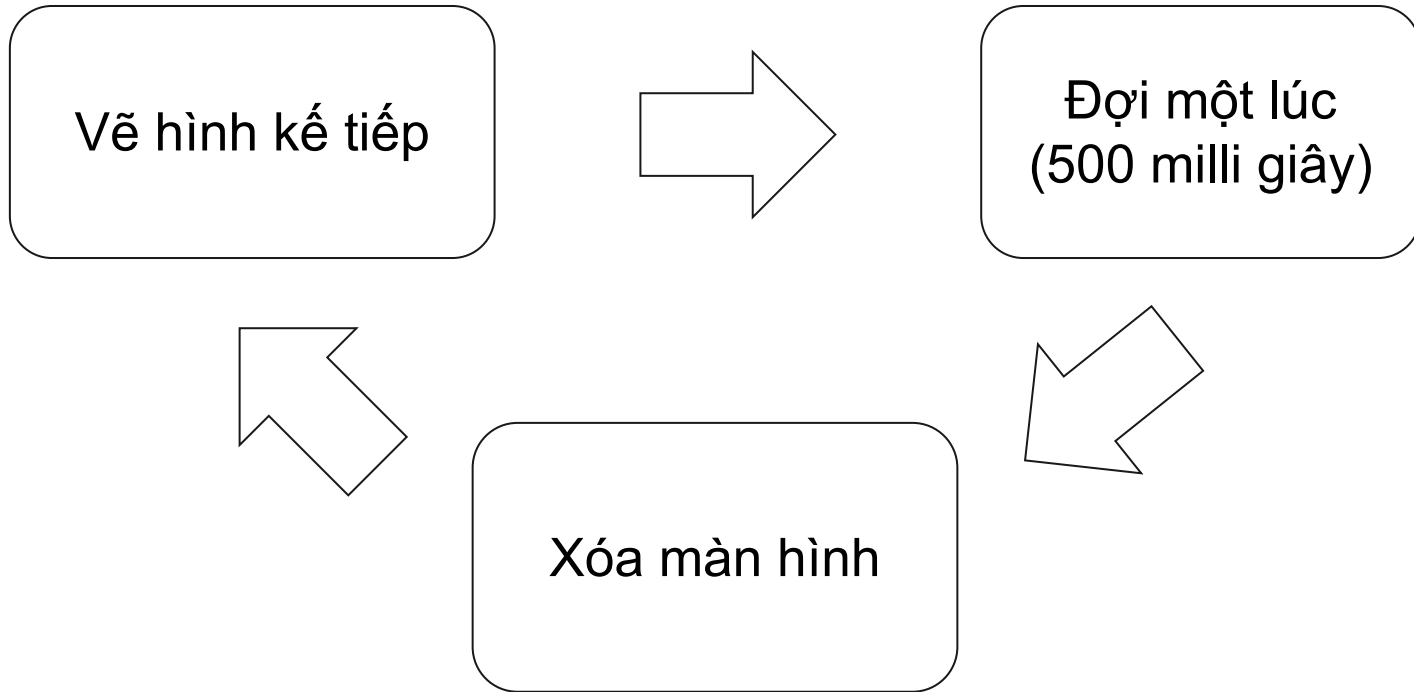 Vẽ hình kế tiếp
Đợi một lúc
(500 milli giây)
Xóa màn hình